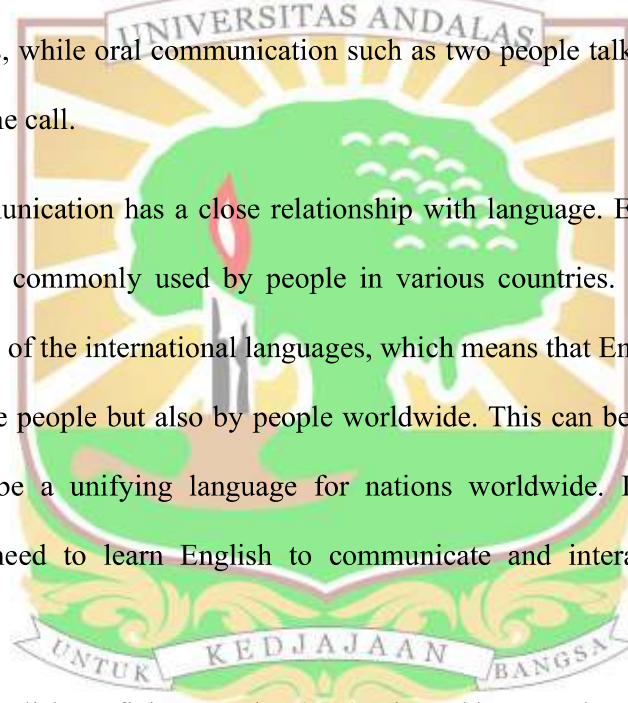 UNIVERSITAS ANDALAS
, while oral communication such as two people talk
ne call.
unication has a close relationship with language. E
commonly used by people in various countries.
of the international languages, which means that En
e people but also by people worldwide. This can be
be a unifying language for nations worldwide. I
need to learn English to communicate and intera
UNTUK KEDJAJAAN BANGSA